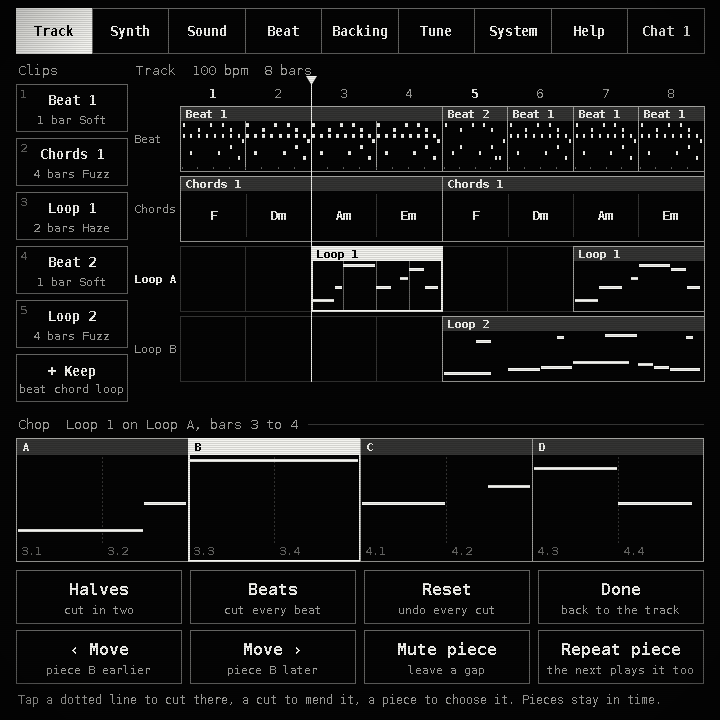 Track Synth Sound Beat Backing Tune System Help Chat 1
Clips
Track 100 bpm 8 bars
1 2 3 4 5 6 7 8
1 Beat 1
1 bar Soft
2 Chords 1
4 bars Fuzz
3 Loop 1
2 bars Haze
4 Beat 2
1 bar Soft
5 Loop 2
4 bars Fuzz
+ Keep
beat chord loop
Beat
Beat 1 Beat 2 Beat 1 Beat 1 Beat 1
Chords
Chords 1 Chords 1
F Dm Am Em F Dm Am Em
Loop A
Loop 1 Loop 1
Loop B
Loop 2
Chop Loop 1 on Loop A, bars 3 to 4
A B C D
3.1 3.2 3.3 3.4 4.1 4.2 4.3 4.4
Halves
cut in two
Beats
cut every beat
Reset
undo every cut
Done
back to the track
‹ Move
piece B earlier
Move ›
piece B later
Mute piece
leave a gap
Repeat piece
the next plays it too
Tap a dotted line to cut there, a cut to mend it, a piece to choose it. Pieces stay in time.